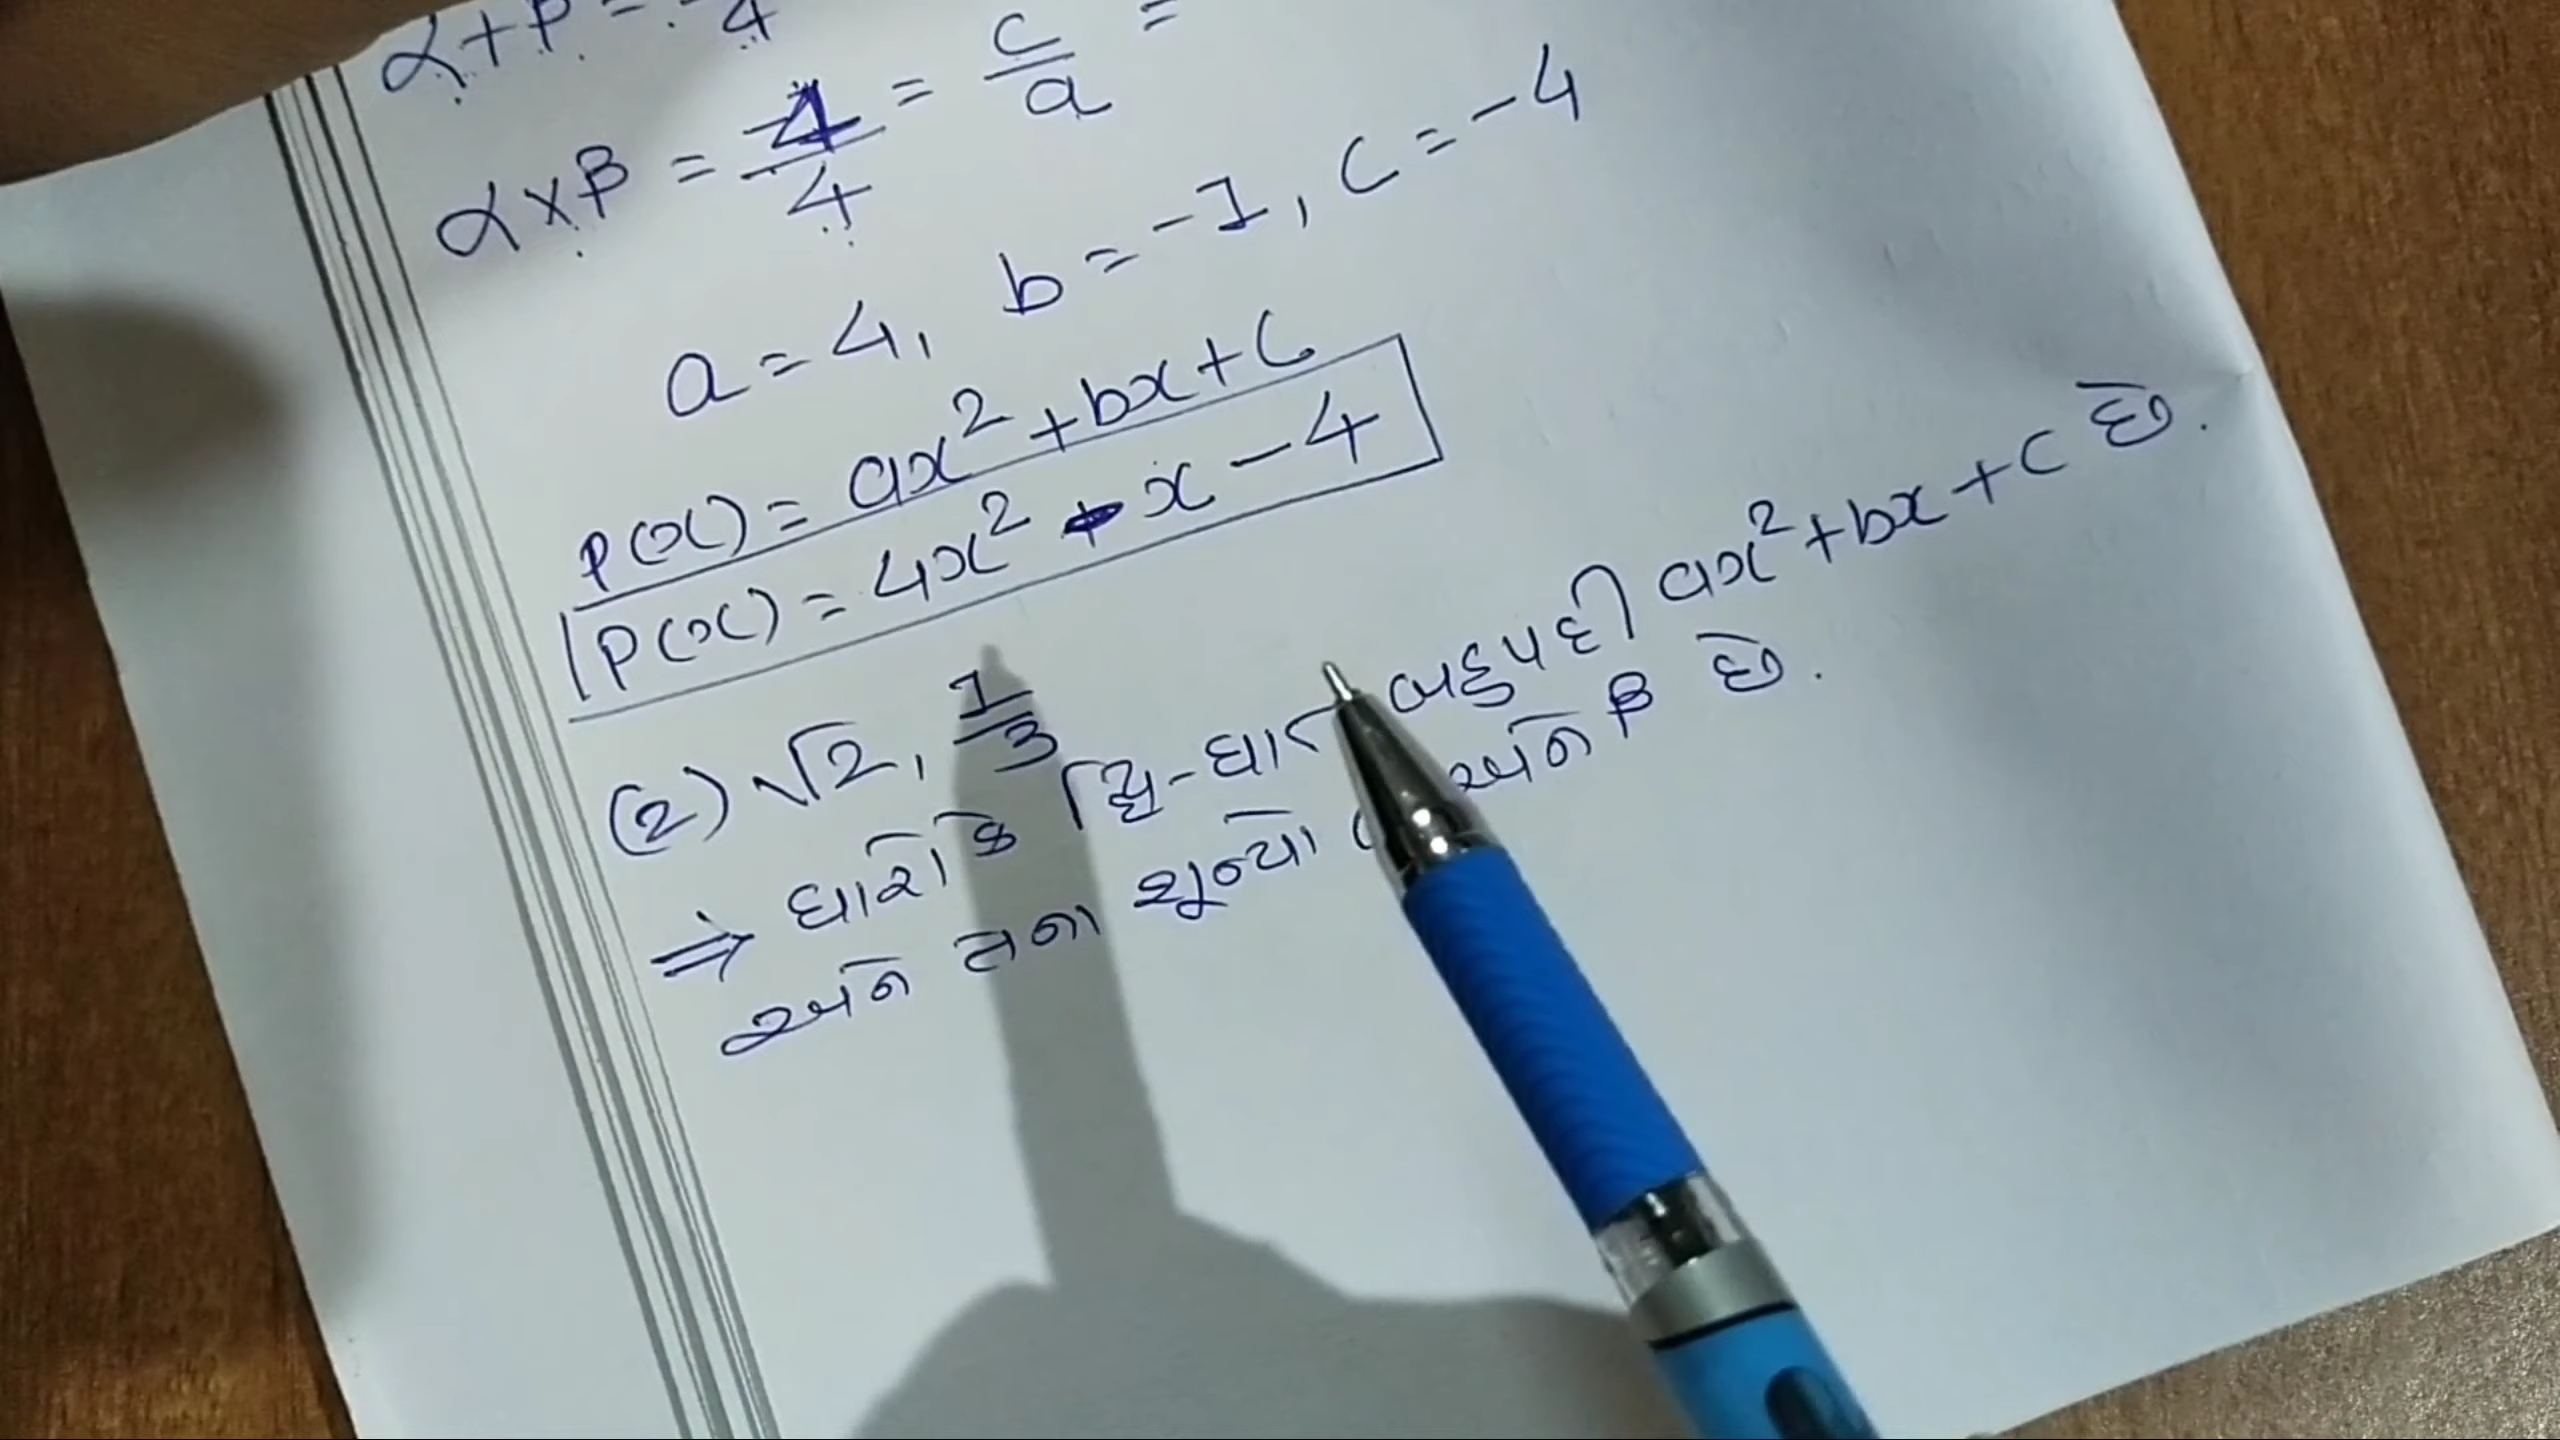 α+β =
α×β = -4/4 = c/a =
a=4, b=-1, c=-4
P(x) = ax²+bx+c
P(x) = 4x² - x - 4
(2) √2, 1/3
⇒ ધારો કે દ્વિ-ઘાત બહુપદી ax²+bx+c છે.
અને તેના શૂન્યો અને β છે.